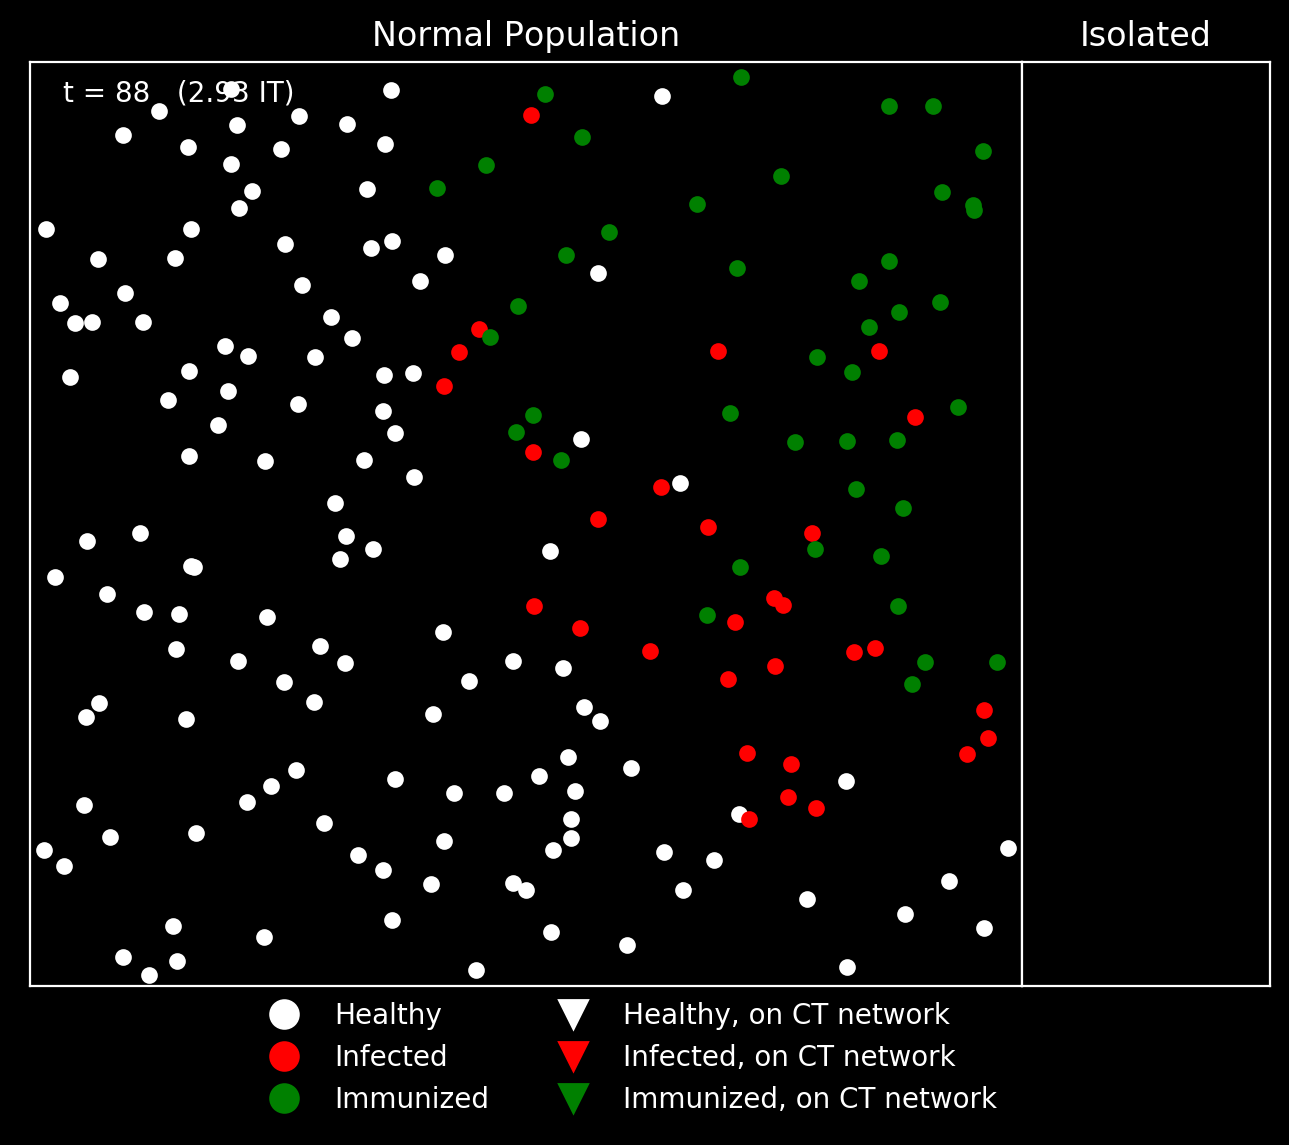 Normal Population Isolated
t = 88 (2.93 IT)
Healthy Healthy, on CT network
Infected Infected, on CT network
Immunized Immunized, on CT network